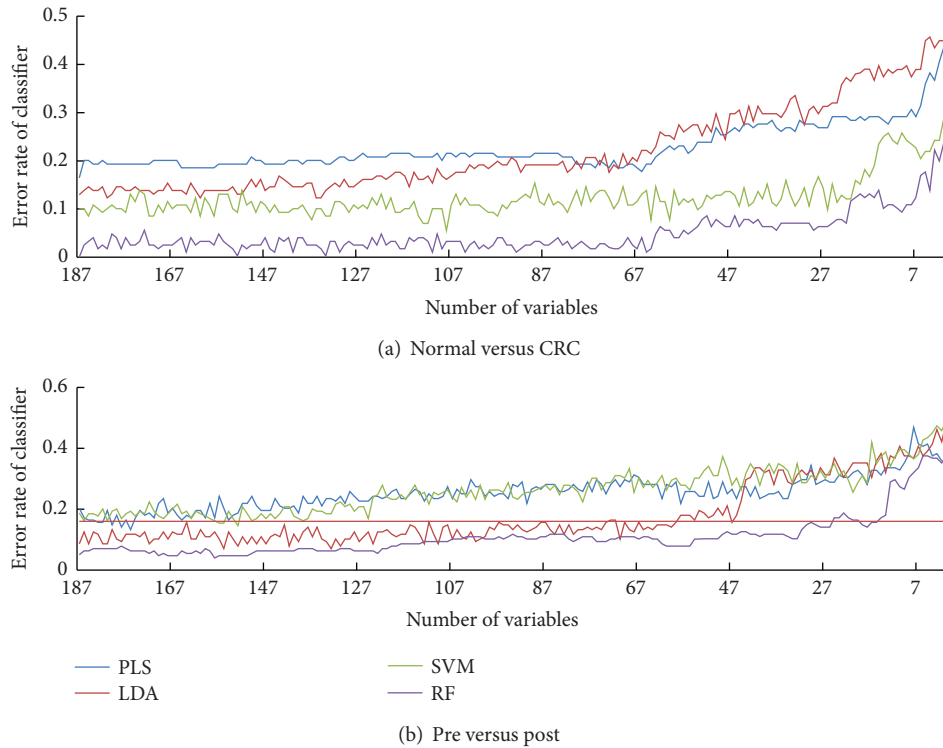 0.5
0.4
0.3
0.2
0.1
0
Error rate of classifier
187 167 147 127 107 87 67 47 27 7
Number of variables
(a) Normal versus CRC
0.6
0.4
0.2
0
Error rate of classifier
187 167 147 127 107 87 67 47 27 7
Number of variables
PLS
LDA
SVM
RF
(b) Pre versus post